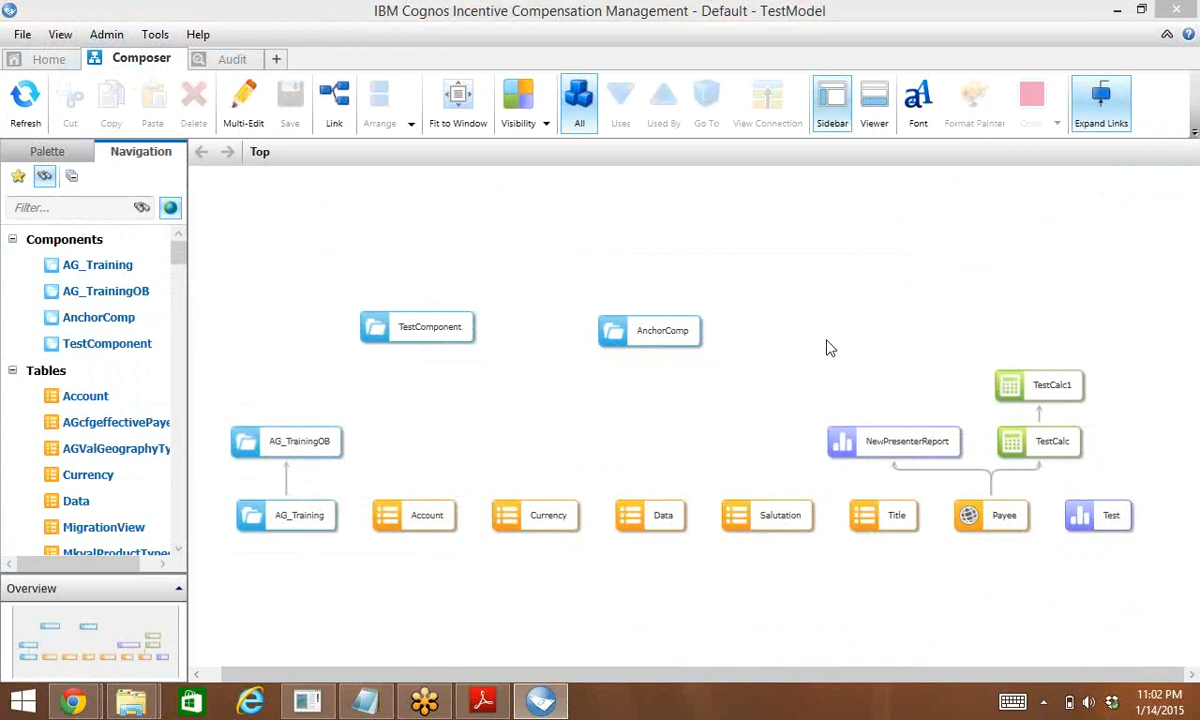 IBM Cognos Incentive Compensation Management - Default - TestModel
File View Admin Tools Help
Home Composer Audit +
Refresh Cut Copy Paste Delete Multi-Edit Save Link Arrange Fit to Window Visibility All Uses Used By Go To View Connection Sidebar Viewer Font Format Painter Color Expand Links
Palette Navigation Top
Filter...
Components
AG_Training
AG_TrainingOB
AnchorComp
TestComponent
Tables
Account
AGcfgeffectivePaye
AGValGeographyTy
Currency
Data
MigrationView
MkvalProductType
Overview
TestComponent AnchorComp
TestCalc1
AG_TrainingOB NewPresenterReport TestCalc
AG_Training Account Currency Data Salutation Title Payee Test
11:02 PM
1/14/2015